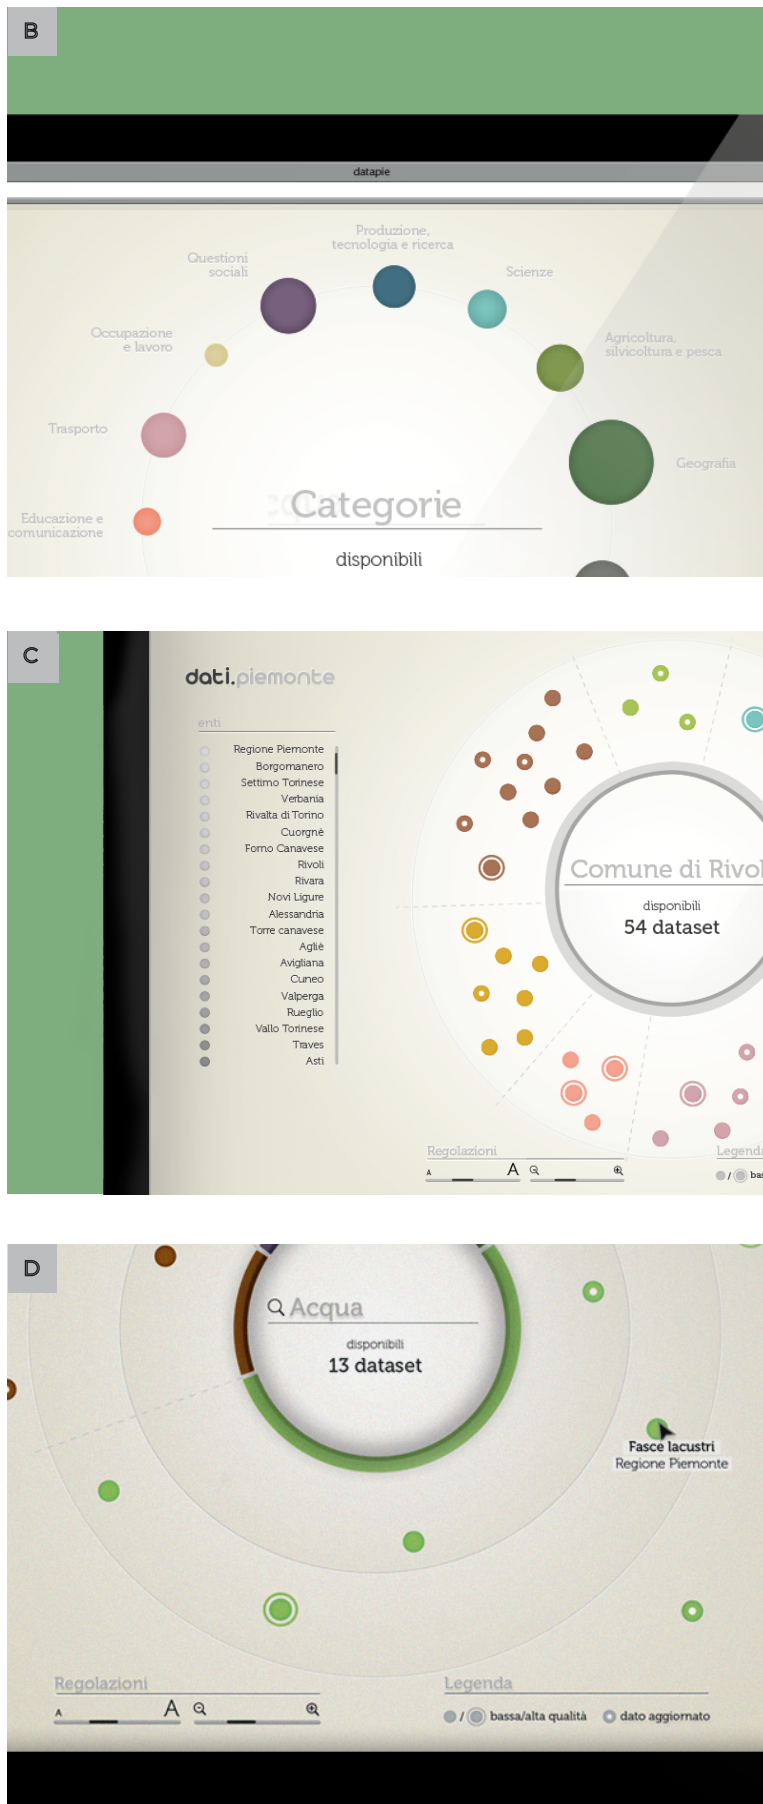 B
datapie
Produzione,
tecnologia e ricerca
Questioni
sociali
Scienze
Occupazione
e lavoro
Agricoltura,
silvicoltura e pesca
Trasporto
Geografia
Categorie
Educazione e
comunicazione
disponibili
C
dati.piemonte
enti
Regione Piemonte
Borgomanero
Settimo Torinese
Verbania
Rivalta di Torino
Cuorgnè
Forno Canavese
Rivoli
Rivara
Novi Ligure
Alessandria
Torre canavese
Agliè
Avigliana
Cuneo
Valperga
Rueglio
Vallo Torinese
Traves
Asti
Comune di Rivol
disponibili
54 dataset
Regolazioni
A A
Legenda
/ bas
D
Acqua
disponibili
13 dataset
Fasce lacustri
Regione Piemonte
Regolazioni
A A
Legenda
/ bassa/alta qualità dato aggiornato